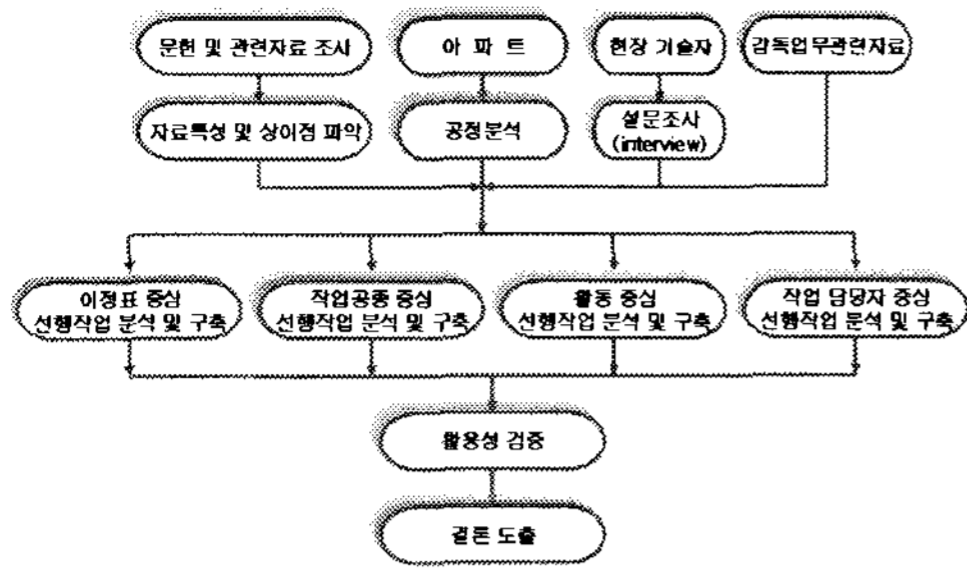 문헌 및 관련자료 조사
아 파 트
현장 기술자
감독업무관련자료
자료특성 및 상이점 파악
공정분석
설문조사
(interview)
이정표 중심
선행작업 분석 및 구축
작업공종 중심
선행작업 분석 및 구축
활동 중심
선행작업 분석 및 구축
작업 담당자 중심
선행작업 분석 및 구축
활용성 검증
결론 도출